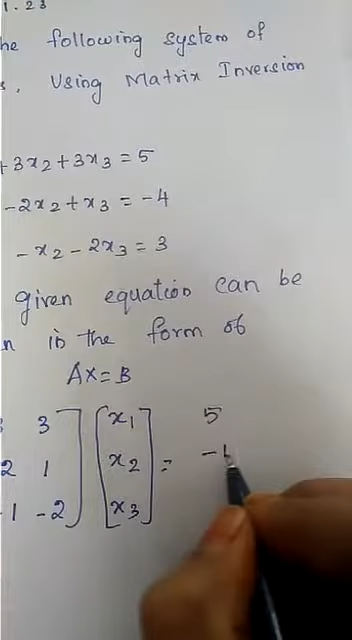 1.23
he following system of
s, Using Matrix Inversion
+3x₂+3x₃=5
-2x₂+x₃=-4
-x₂-2x₃=3
given equation can be
n in the form of
AX=B
3 [x₁] 5
2 1 [x₂] = -
1 -2 [x₃]